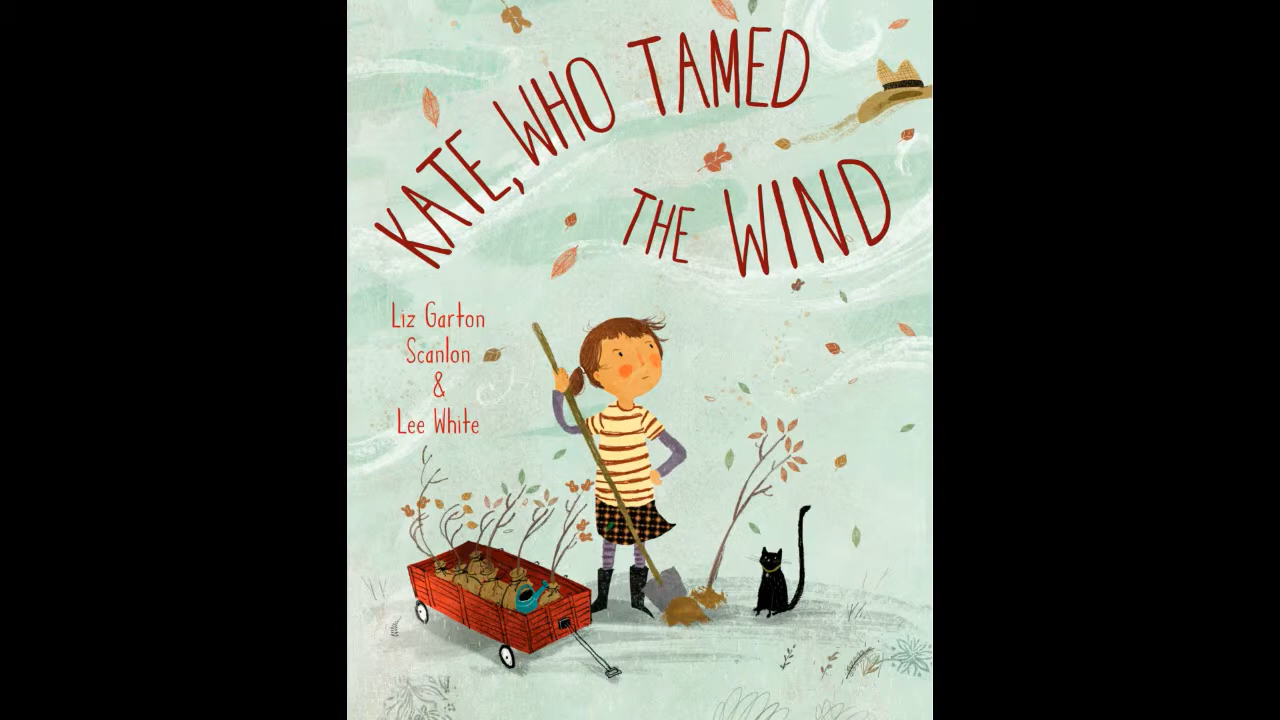 KATE, WHO TAMED
THE WIND
Liz Garton
Scanlon
&
Lee White